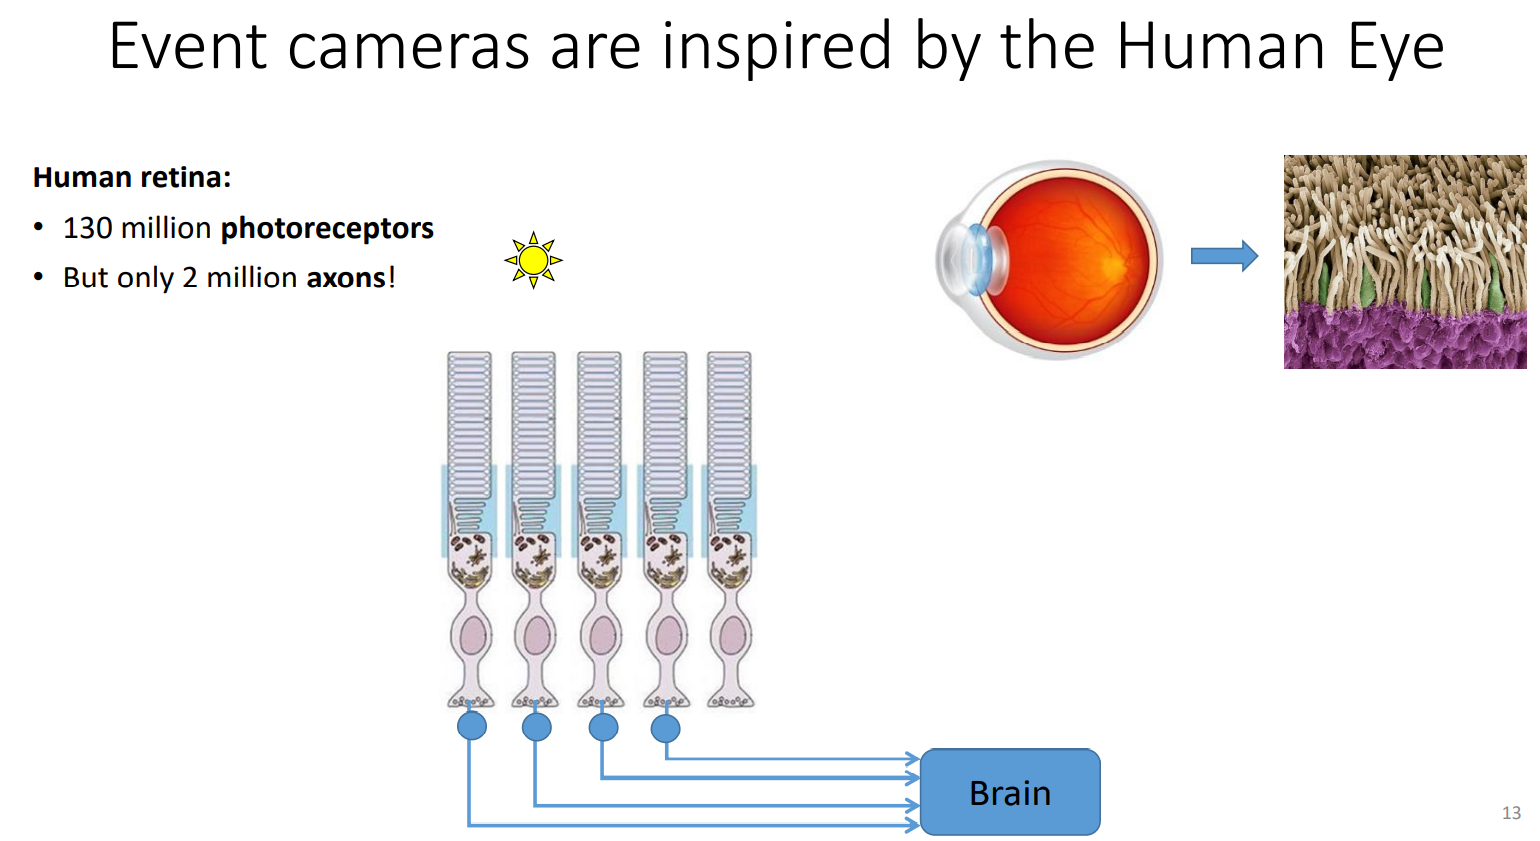 Event cameras are inspired by the Human Eye
Human retina:
• 130 million photoreceptors
• But only 2 million axons!
Brain
13